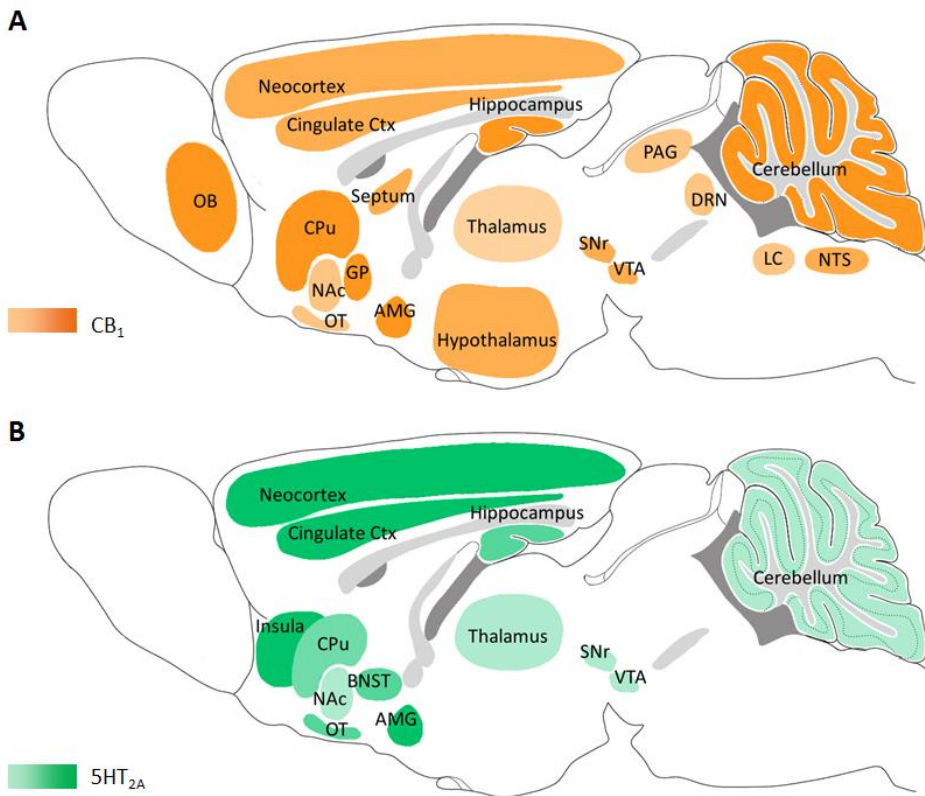 A
Neocortex
Hippocampus
Cingulate Ctx
PAG
Cerebellum
Septum
OB
DRN
CPu
Thalamus
SNr
GP
VTA
LC
NTS
NAc
AMG
OT
CB1
Hypothalamus
B
Neocortex
Hippocampus
Cingulate Ctx
Cerebellum
Insula
Thalamus
CPu
SNr
BNST
VTA
NAc
AMG
OT
5HT2A